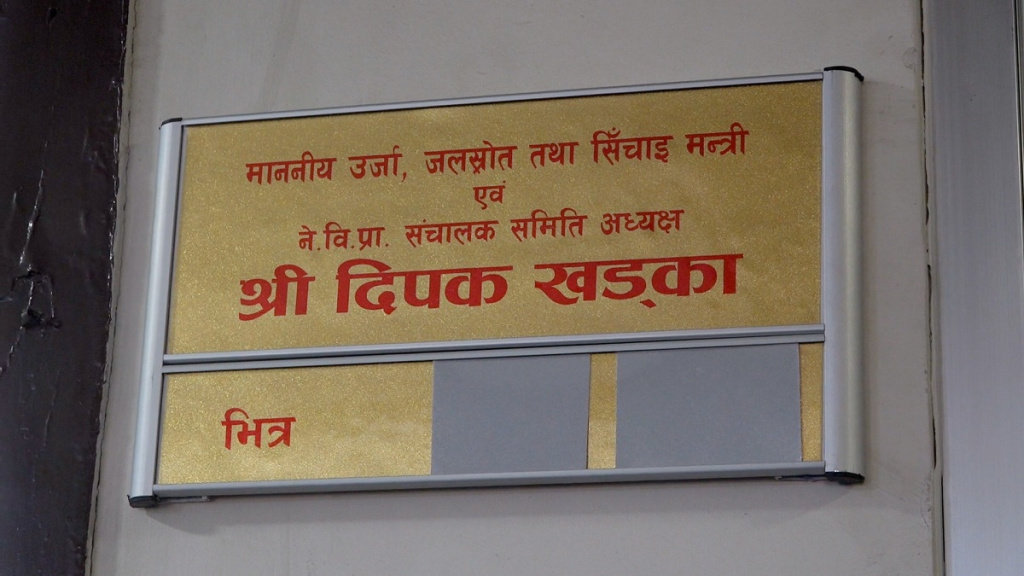 माननीय उर्जा, जलस्रोत तथा सिँचाइ मन्त्री
एवं
ने.वि.प्रा. संचालक समिति अध्यक्ष
श्री दिपक खड्का
भित्र